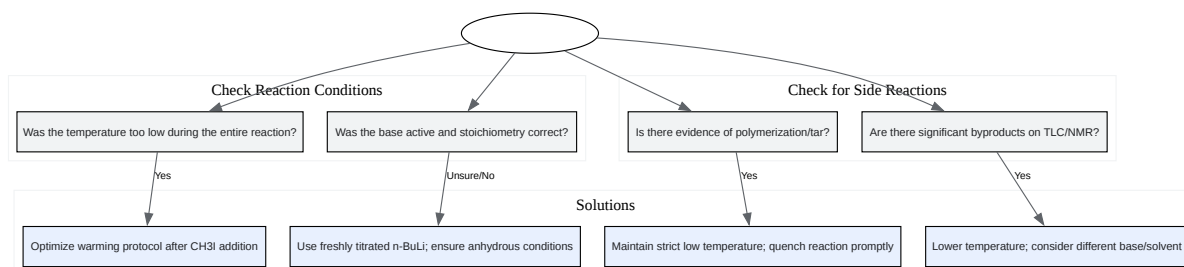 Check Reaction Conditions
Check for Side Reactions
Was the temperature too low during the entire reaction?
Was the base active and stoichiometry correct?
Is there evidence of polymerization/tar?
Are there significant byproducts on TLC/NMR?
Yes
Unsure/No
Yes
Yes
Solutions
Optimize warming protocol after CH3I addition
Use freshly titrated n-BuLi; ensure anhydrous conditions
Maintain strict low temperature; quench reaction promptly
Lower temperature; consider different base/solvent